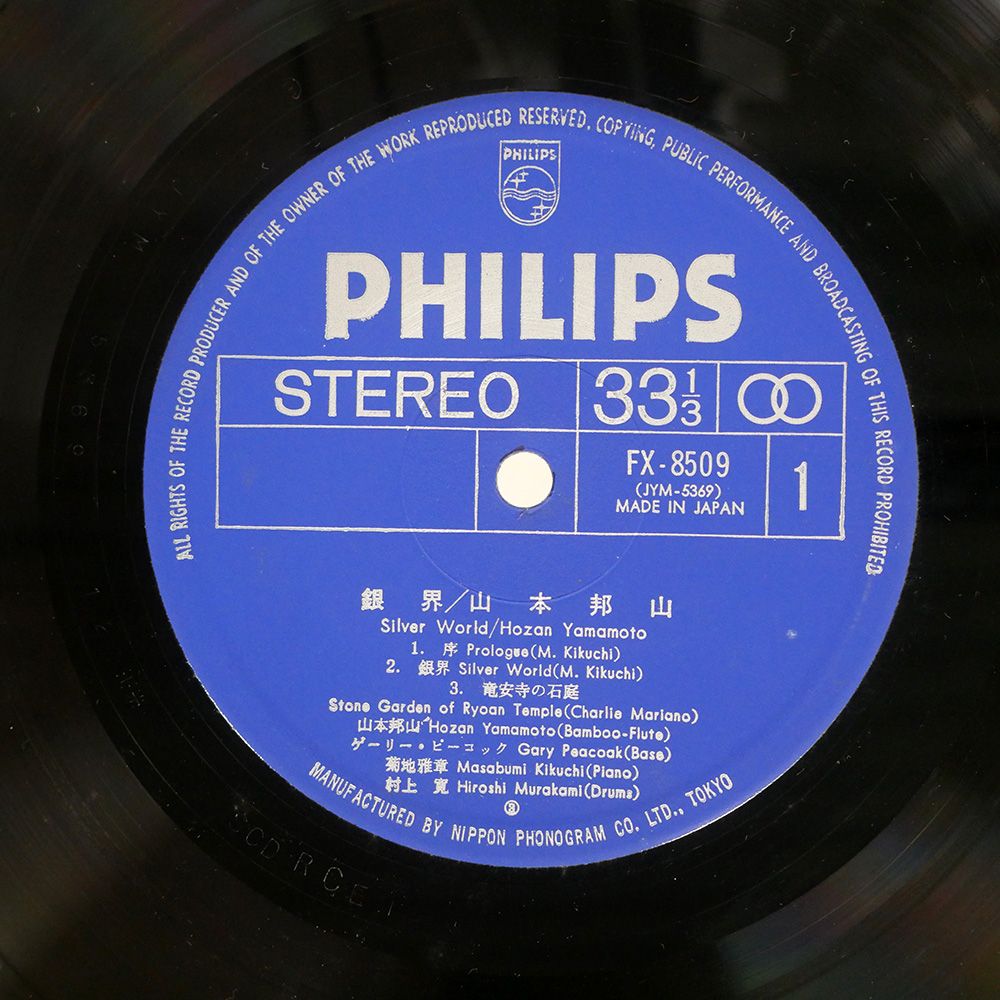 ALL RIGHTS OF THE RECORD PRODUCER AND OF THE OWNER OF THE WORK REPRODUCED RESERVED. COPYING, PUBLIC PERFORMANCE AND BROADCASTING OF THIS RECORD PROHIBITED
PHILIPS
PHILIPS
STEREO 33 1/3
FX-8509 1
(JYM-5369)
MADE IN JAPAN
銀界/山本邦山
Silver World/Hozan Yamamoto
1. 序 Prologue(M. Kikuchi)
2. 銀界 Silver World(M. Kikuchi)
3. 竜安寺の石庭
Stone Garden of Ryoan Temple(Charlie Mariano)
山本邦山 Hozan Yamamoto(Bamboo-Flute)
ゲーリー・ピーコック Gary Peacoak(Base)
菊地雅章 Masabumi Kikuchi(Piano)
村上 寛 Hiroshi Murakami(Drums)
MANUFACTURED BY NIPPON PHONOGRAM CO. LTD., TOKYO